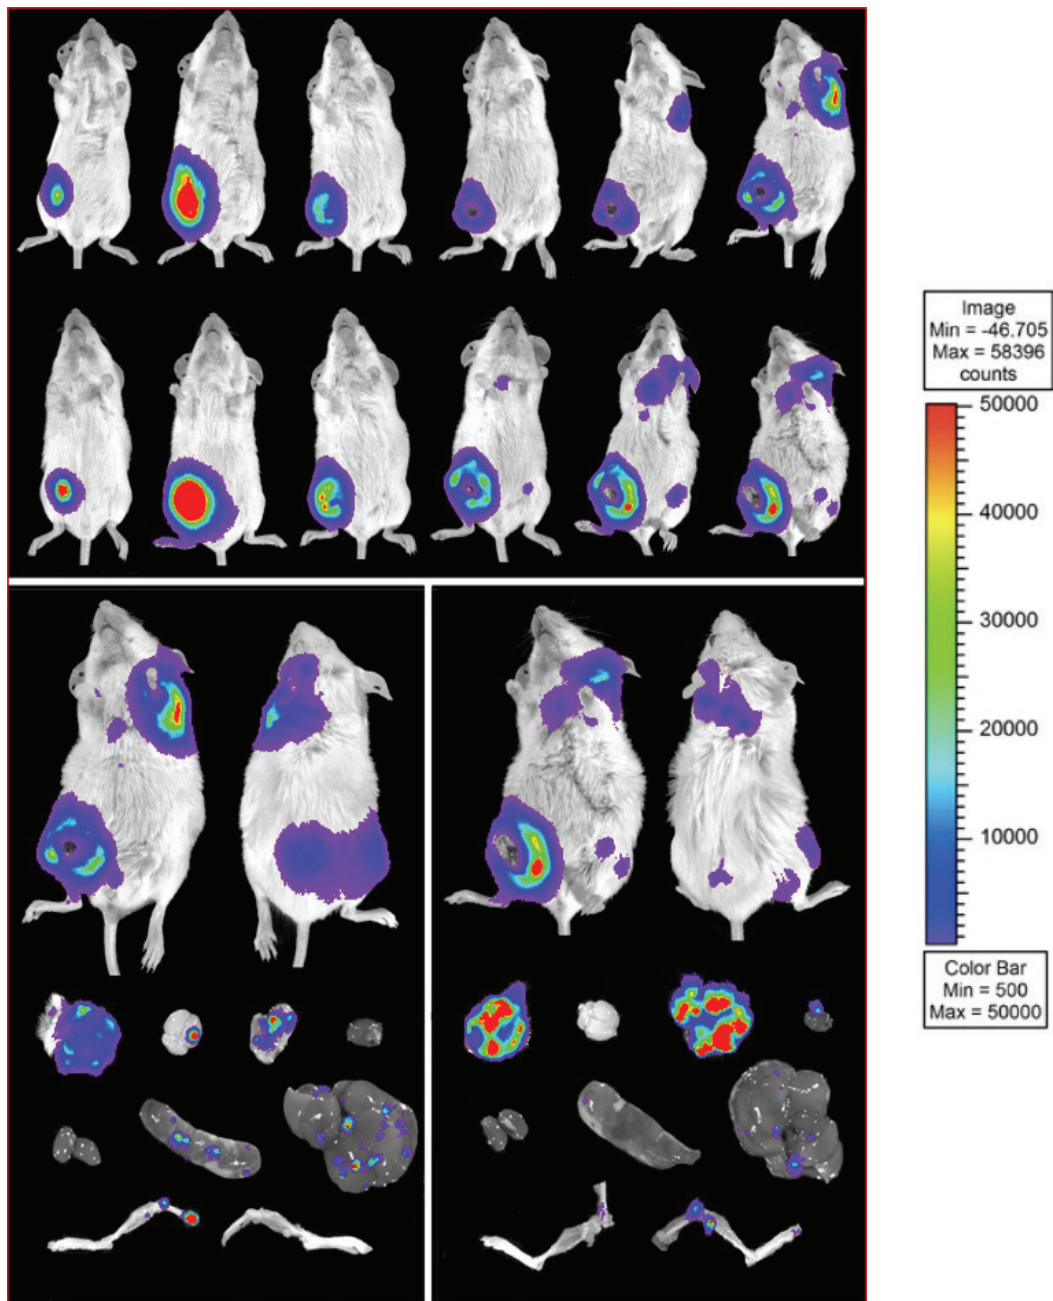 Image
Min = -46.705
Max = 58396
counts
50000
40000
30000
20000
10000
Color Bar
Min = 500
Max = 50000